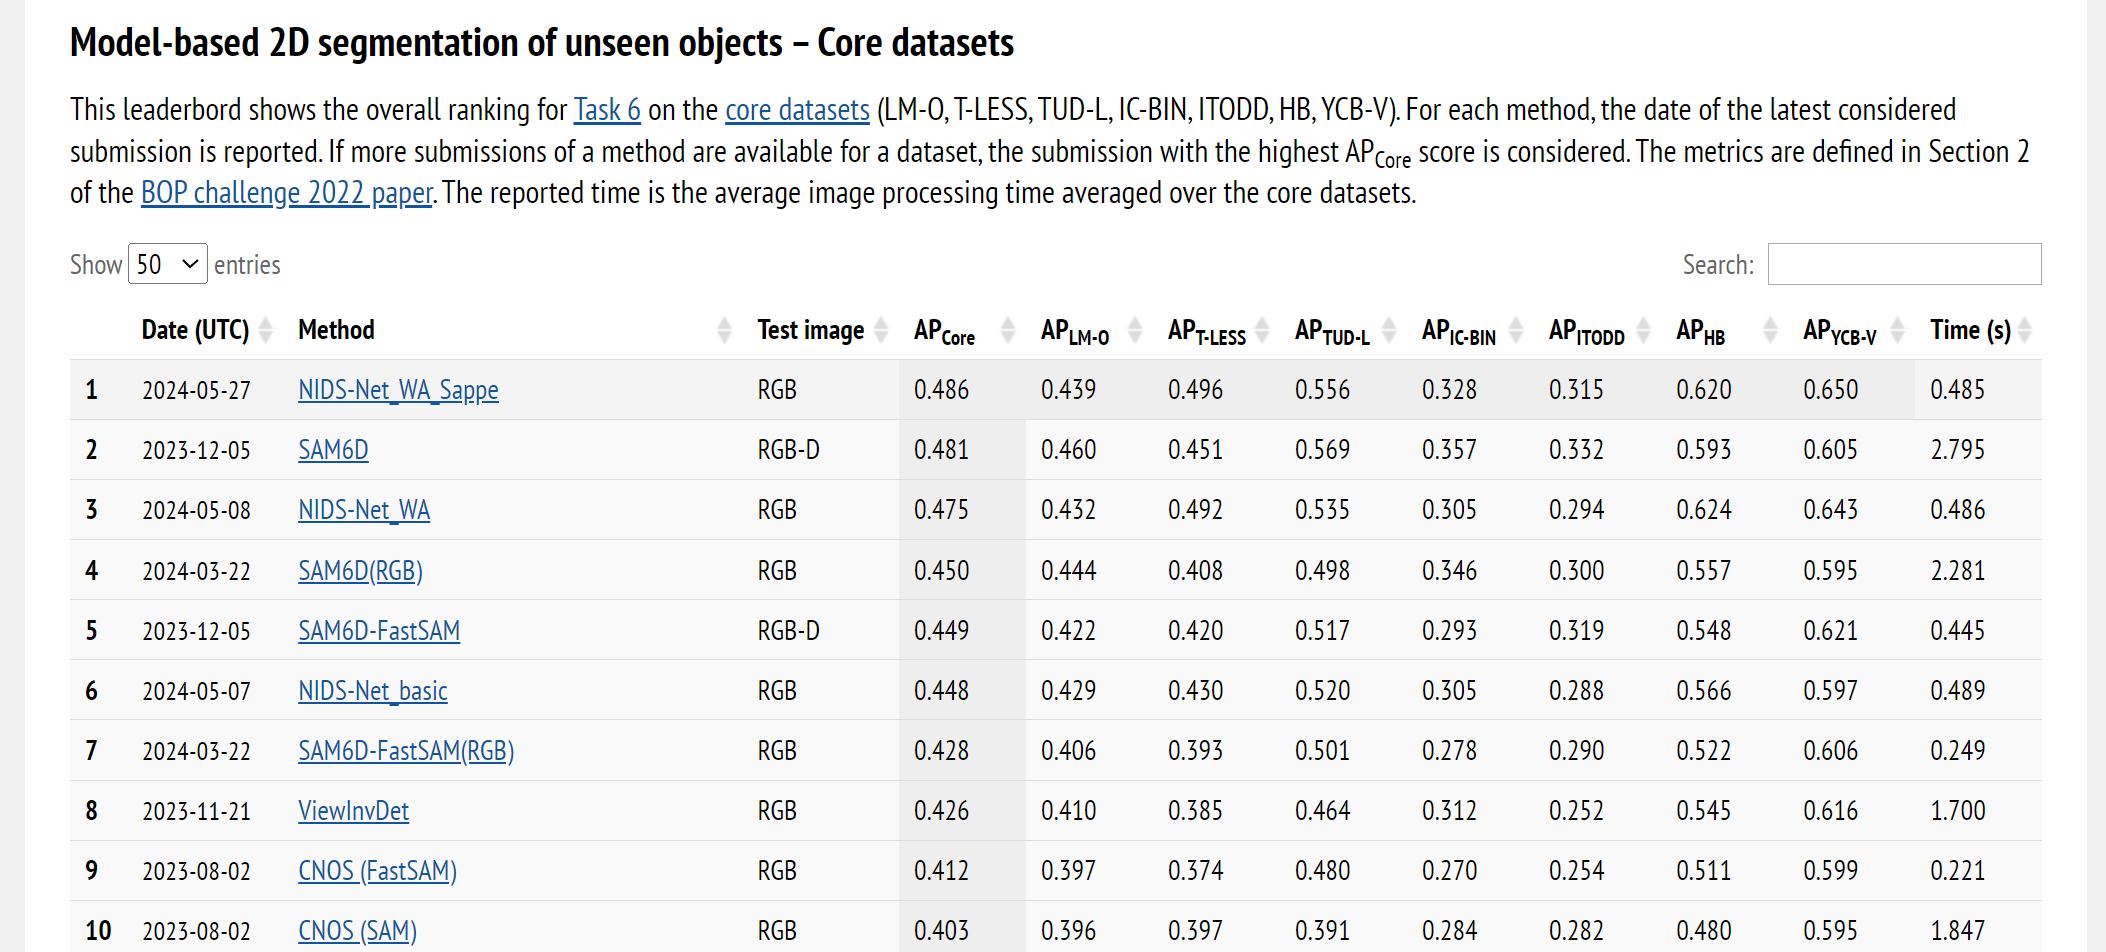 Model-based 2D segmentation of unseen objects – Core datasets
This leaderbord shows the overall ranking for Task 6 on the core datasets (LM-O, T-LESS, TUD-L, IC-BIN, ITODD, HB, YCB-V). For each method, the date of the latest considered
submission is reported. If more submissions of a method are available for a dataset, the submission with the highest APCore score is considered. The metrics are defined in Section 2
of the BOP challenge 2022 paper. The reported time is the average image processing time averaged over the core datasets.
Show 50 entries Search:
Date (UTC) Method Test image APCore APLM-O APT-LESS APTUD-L APIC-BIN APITODD APHB APYCB-V Time (s)
1 2024-05-27 NIDS-Net_WA_Sappe RGB 0.486 0.439 0.496 0.556 0.328 0.315 0.620 0.650 0.485
2 2023-12-05 SAM6D RGB-D 0.481 0.460 0.451 0.569 0.357 0.332 0.593 0.605 2.795
3 2024-05-08 NIDS-Net_WA RGB 0.475 0.432 0.492 0.535 0.305 0.294 0.624 0.643 0.486
4 2024-03-22 SAM6D(RGB) RGB 0.450 0.444 0.408 0.498 0.346 0.300 0.557 0.595 2.281
5 2023-12-05 SAM6D-FastSAM RGB-D 0.449 0.422 0.420 0.517 0.293 0.319 0.548 0.621 0.445
6 2024-05-07 NIDS-Net_basic RGB 0.448 0.429 0.430 0.520 0.305 0.288 0.566 0.597 0.489
7 2024-03-22 SAM6D-FastSAM(RGB) RGB 0.428 0.406 0.393 0.501 0.278 0.290 0.522 0.606 0.249
8 2023-11-21 ViewInvDet RGB 0.426 0.410 0.385 0.464 0.312 0.252 0.545 0.616 1.700
9 2023-08-02 CNOS (FastSAM) RGB 0.412 0.397 0.374 0.480 0.270 0.254 0.511 0.599 0.221
10 2023-08-02 CNOS (SAM) RGB 0.403 0.396 0.397 0.391 0.284 0.282 0.480 0.595 1.847